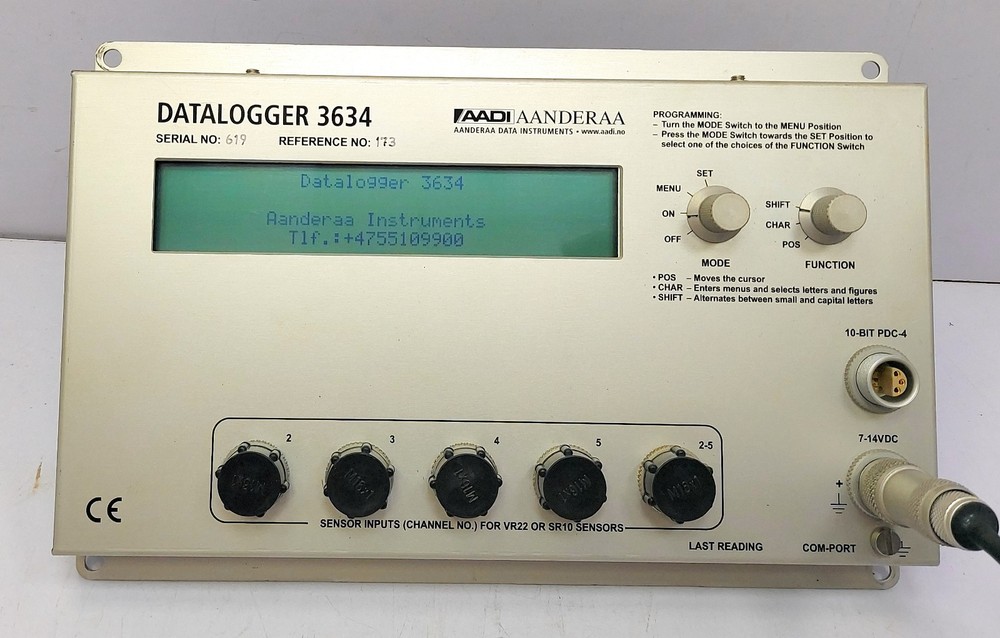 DATALOGGER 3634
SERIAL NO: 619 REFERENCE NO: 173
AADI AANDERAA
AANDERAA DATA INSTRUMENTS • www.aadi.no
PROGRAMMING:
– Turn the MODE Switch to the MENU Position
– Press the MODE Switch towards the SET Position to
select one of the choices of the FUNCTION Switch
Datalogger 3634
Aanderaa Instruments
Tlf.:+4755109900
SET
MENU
ON
OFF
MODE
SHIFT
CHAR
POS
FUNCTION
• POS – Moves the cursor
• CHAR – Enters menus and selects letters and figures
• SHIFT – Alternates between small and capital letters
10-BIT PDC-4
7-14VDC
+
2
3
4
5
2-5
M16x1
M16x1
M16x1
M16x1
M16x1
SENSOR INPUTS (CHANNEL NO.) FOR VR22 OR SR10 SENSORS
CE
LAST READING
COM-PORT